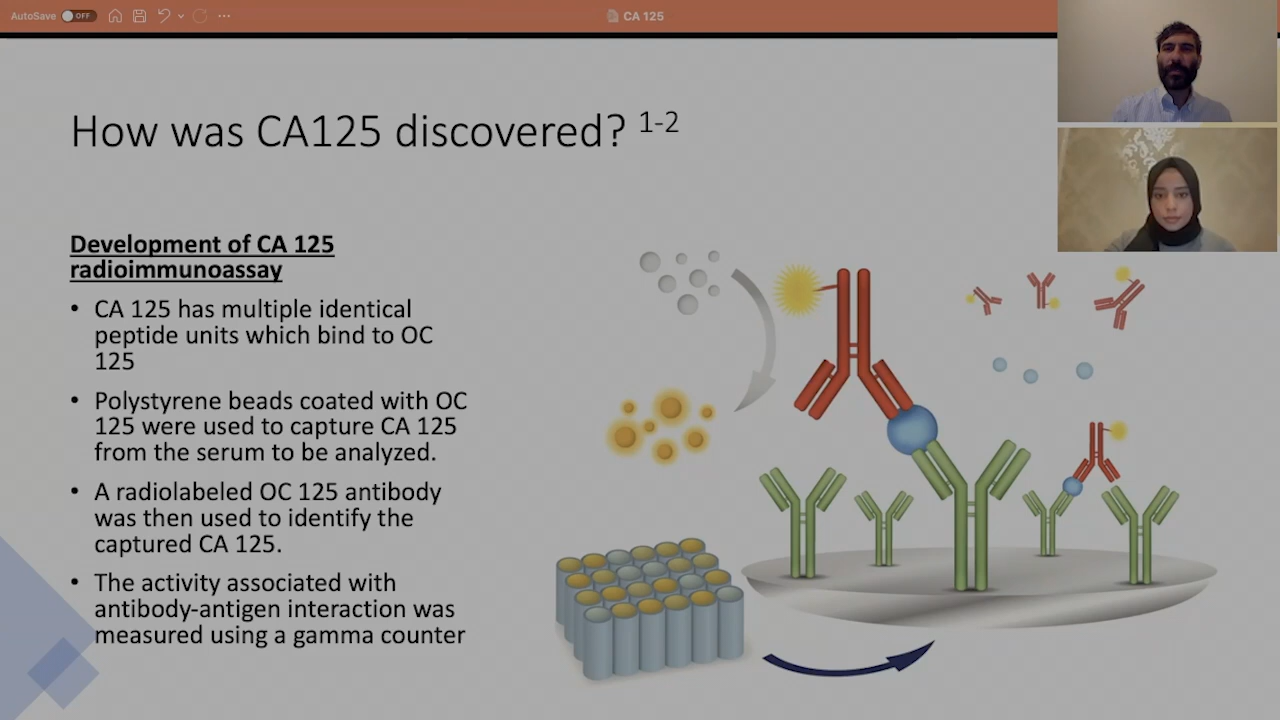 AutoSave OFF
CA 125
How was CA125 discovered? 1-2
Development of CA 125
radioimmunoassay
• CA 125 has multiple identical
peptide units which bind to OC
125
• Polystyrene beads coated with OC
125 were used to capture CA 125
from the serum to be analyzed.
• A radiolabeled OC 125 antibody
was then used to identify the
captured CA 125.
• The activity associated with
antibody-antigen interaction was
measured using a gamma counter